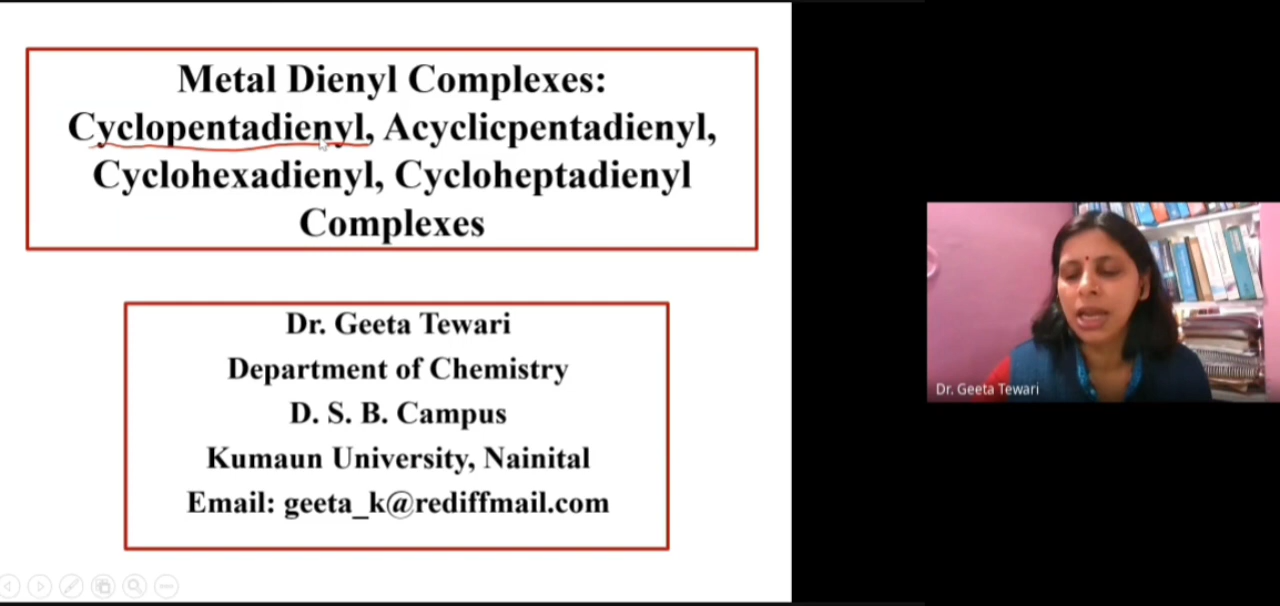 Metal Dienyl Complexes:
Cyclopentadienyl, Acyclicpentadienyl,
Cyclohexadienyl, Cycloheptadienyl
Complexes
Dr. Geeta Tewari
Department of Chemistry
D. S. B. Campus
Kumaun University, Nainital
Email: geeta_k@rediffmail.com
Dr. Geeta Tewari